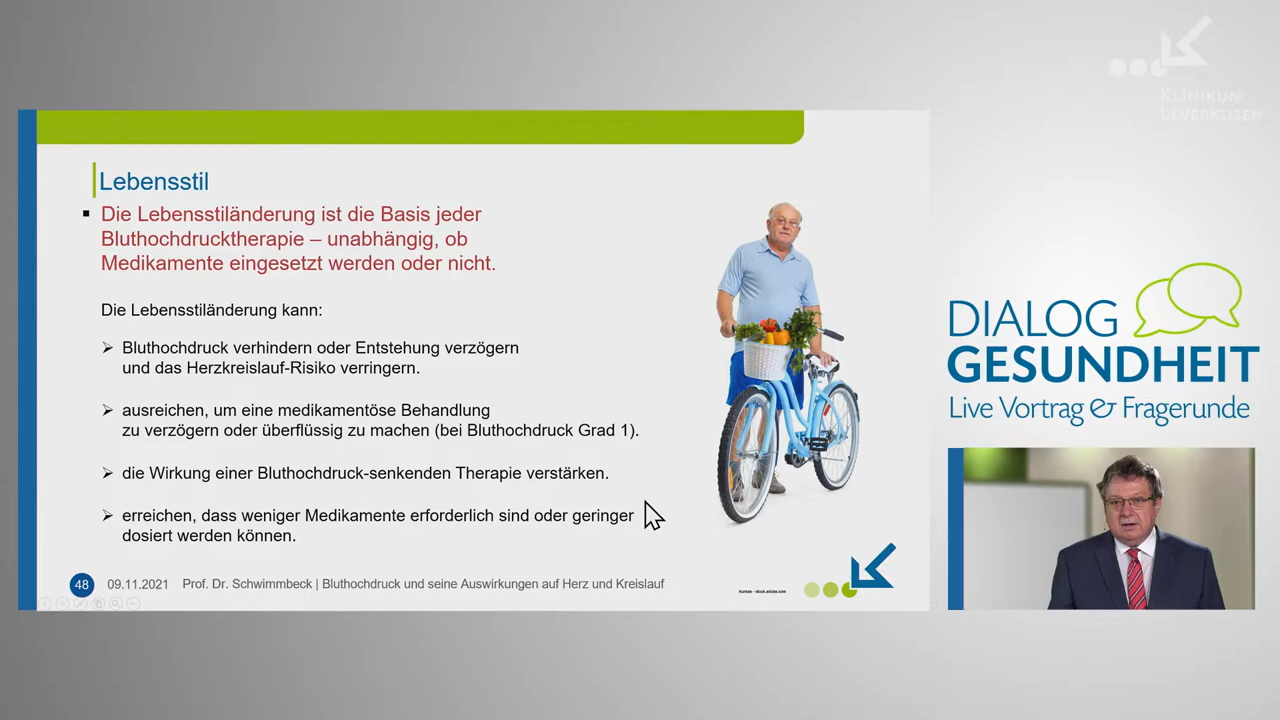 KLINIKUM
LEVERKUSEN
Lebensstil
▪ Die Lebensstiländerung ist die Basis jeder
Bluthochdrucktherapie – unabhängig, ob
Medikamente eingesetzt werden oder nicht.
Die Lebensstiländerung kann:
➢ Bluthochdruck verhindern oder Entstehung verzögern
und das Herzkreislauf-Risiko verringern.
➢ ausreichen, um eine medikamentöse Behandlung
zu verzögern oder überflüssig zu machen (bei Bluthochdruck Grad 1).
➢ die Wirkung einer Bluthochdruck-senkenden Therapie verstärken.
➢ erreichen, dass weniger Medikamente erforderlich sind oder geringer
dosiert werden können.
48 09.11.2021 Prof. Dr. Schwimmbeck | Bluthochdruck und seine Auswirkungen auf Herz und Kreislauf
stock.adobe.com
DIALOG
GESUNDHEIT
Live Vortrag & Fragerunde